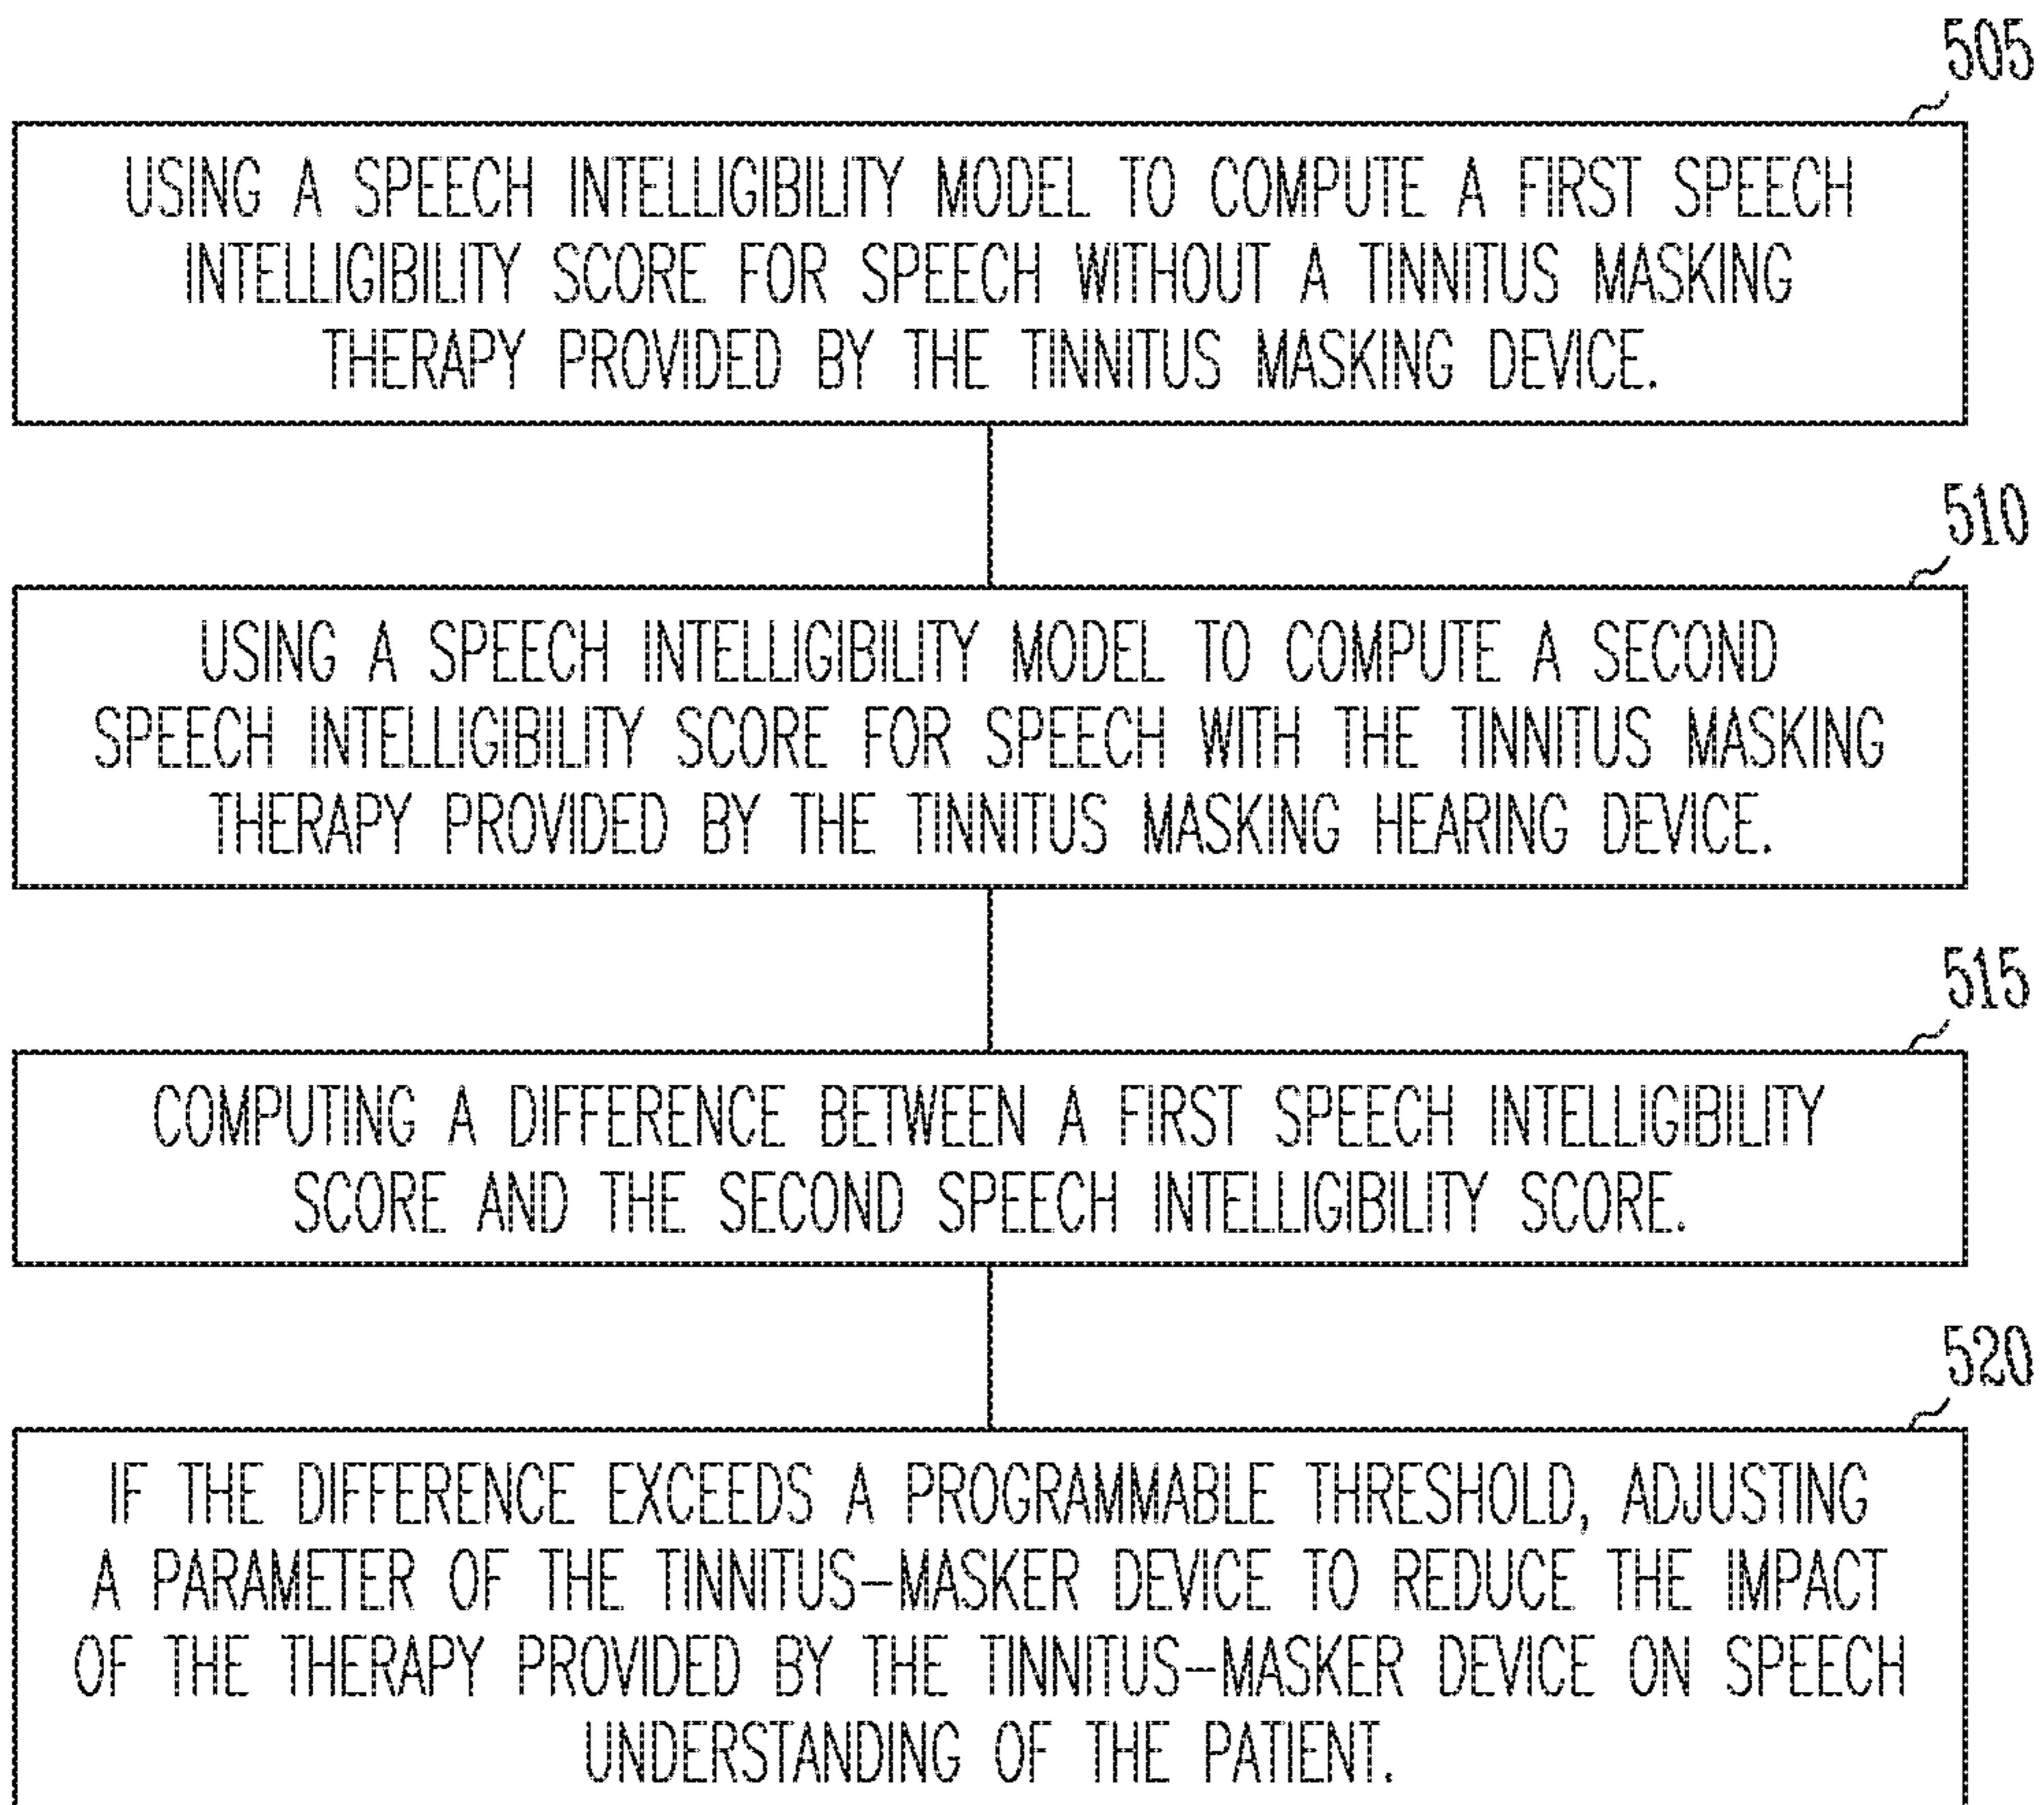 505
USING A SPEECH INTELLIGIBILITY MODEL TO COMPUTE A FIRST SPEECH
INTELLIGIBILITY SCORE FOR SPEECH WITHOUT A TINNITUS MASKING
THERAPY PROVIDED BY THE TINNITUS MASKING DEVICE.
510
USING A SPEECH INTELLIGIBILITY MODEL TO COMPUTE A SECOND
SPEECH INTELLIGIBILITY SCORE FOR SPEECH WITH THE TINNITUS MASKING
THERAPY PROVIDED BY THE TINNITUS MASKING HEARING DEVICE.
515
COMPUTING A DIFFERENCE BETWEEN A FIRST SPEECH INTELLIGIBILITY
SCORE AND THE SECOND SPEECH INTELLIGIBILITY SCORE.
520
IF THE DIFFERENCE EXCEEDS A PROGRAMMABLE THRESHOLD, ADJUSTING
A PARAMETER OF THE TINNITUS-MASKER DEVICE TO REDUCE THE IMPACT
OF THE THERAPY PROVIDED BY THE TINNITUS-MASKER DEVICE ON SPEECH
UNDERSTANDING OF THE PATIENT.